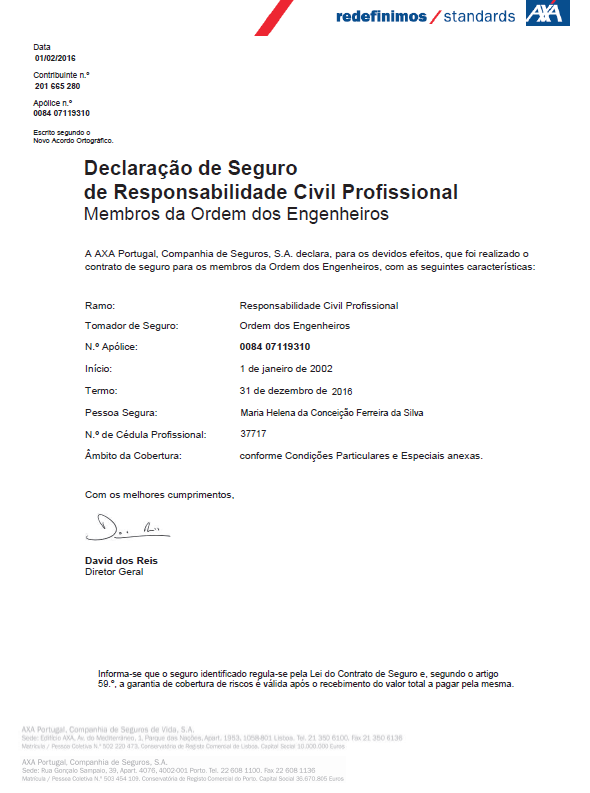 redefinimos / standards
AXA
Data
01/02/2016
Contribuinte n.º
201 665 280
Apólice n.º
0084 07119310
Escrito segundo o
Novo Acordo Ortográfico.
Declaração de Seguro
de Responsabilidade Civil Profissional
Membros da Ordem dos Engenheiros
A AXA Portugal, Companhia de Seguros, S.A. declara, para os devidos efeitos, que foi realizado o
contrato de seguro para os membros da Ordem dos Engenheiros, com as seguintes características:
Ramo: Responsabilidade Civil Profissional
Tomador de Seguro: Ordem dos Engenheiros
N.º Apólice: 0084 07119310
Início: 1 de janeiro de 2002
Termo: 31 de dezembro de 2016
Pessoa Segura: Maria Helena da Conceição Ferreira da Silva
N.º de Cédula Profissional: 37717
Âmbito da Cobertura: conforme Condições Particulares e Especiais anexas.
Com os melhores cumprimentos,
David dos Reis
Diretor Geral
Informa-se que o seguro identificado regula-se pela Lei do Contrato de Seguro e, segundo o artigo
59.º, a garantia de cobertura de riscos é válida após o recebimento do valor total a pagar pela mesma.
AXA Portugal, Companhia de Seguros de Vida, S.A.
Sede: Edifício AXA, Av. do Mediterrâneo, 1, Parque das Nações, Apart. 1953, 1058-801 Lisboa. Tel. 21 350 6100. Fax 21 350 6136
Matrícula / Pessoa Coletiva N.º 502 220 473, Conservatória de Registo Comercial de Lisboa. Capital Social 10.000.000 Euros
AXA Portugal, Companhia de Seguros, S.A.
Sede: Rua Gonçalo Sampaio, 39, Apart. 4076, 4002-001 Porto. Tel. 22 608 1100. Fax 22 608 1136
Matrícula / Pessoa Coletiva N.º 503 454 109, Conservatória de Registo Comercial do Porto. Capital Social 36.670.805 Euros